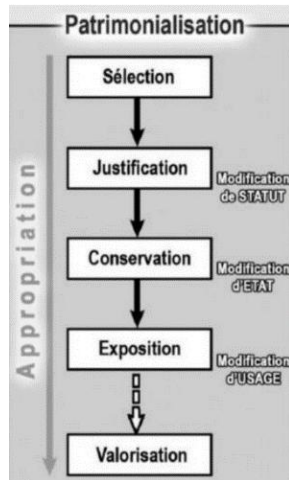 Patrimonialisation
Appropriation
Sélection
Justification
Modification
de STATUT
Conservation
Modification
d'ETAT
Exposition
Modification
d'USAGE
Valorisation